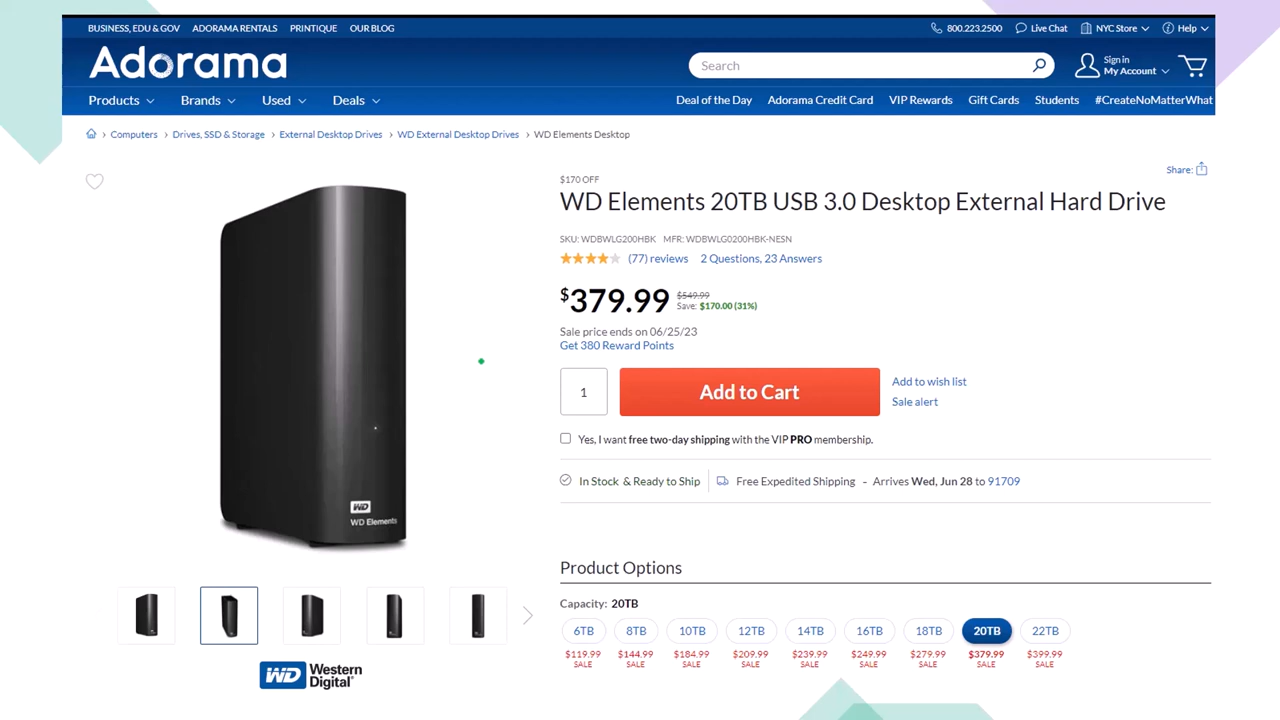 BUSINESS, EDU & GOV ADORAMA RENTALS PRINTIQUE OUR BLOG 800.223.2500 Live Chat NYC Store Help
Adorama
Search
Sign in
My Account
Products Brands Used Deals Deal of the Day Adorama Credit Card VIP Rewards Gift Cards Students #CreateNoMatterWhat
Computers > Drives, SSD & Storage > External Desktop Drives > WD External Desktop Drives > WD Elements Desktop
Share:
$170 OFF
WD Elements 20TB USB 3.0 Desktop External Hard Drive
SKU: WDBWLG200HBK MFR: WDBWLG0200HBK-NESN
(77) reviews 2 Questions, 23 Answers
$379.99 $549.99
Save: $170.00 (31%)
Sale price ends on 06/25/23
Get 380 Reward Points
1 Add to Cart
Add to wish list
Sale alert
Yes, I want free two-day shipping with the VIP PRO membership.
In Stock & Ready to Ship Free Expedited Shipping - Arrives Wed, Jun 28 to 91709
WD
WD Elements
Product Options
Capacity: 20TB
6TB 8TB 10TB 12TB 14TB 16TB 18TB 20TB 22TB
$119.99 $144.99 $184.99 $209.99 $239.99 $249.99 $279.99 $379.99 $399.99
SALE SALE SALE SALE SALE SALE SALE SALE SALE
WD Western
Digital®